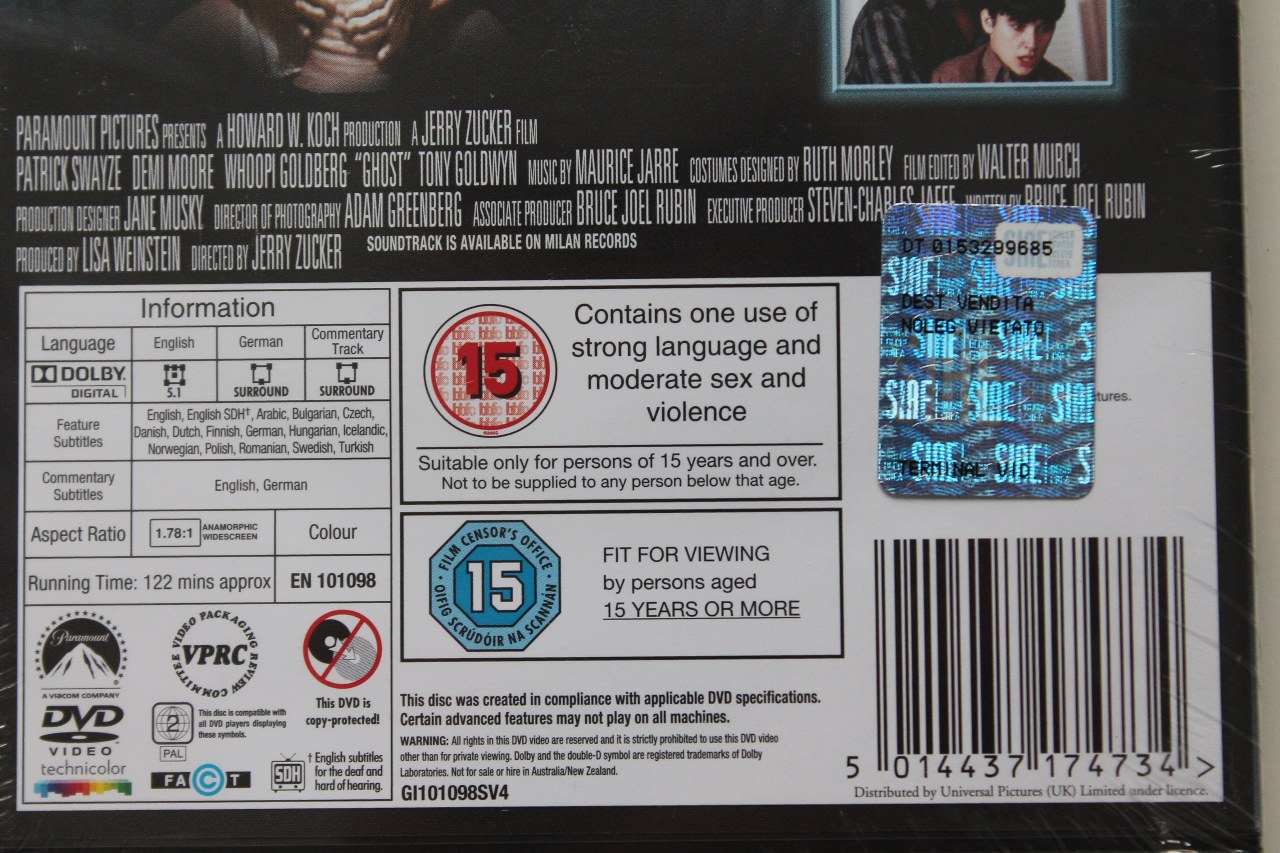 PARAMOUNT PICTURES PRESENTS A HOWARD W. KOCH PRODUCTION A JERRY ZUCKER FILM
PATRICK SWAYZE DEMI MOORE WHOOPI GOLDBERG "GHOST" TONY GOLDWYN MUSIC BY MAURICE JARRE COSTUMES DESIGNED BY RUTH MORLEY FILM EDITED BY WALTER MURCH
PRODUCTION DESIGNER JANE MUSKY DIRECTOR OF PHOTOGRAPHY ADAM GREENBERG ASSOCIATE PRODUCER BRUCE JOEL RUBIN EXECUTIVE PRODUCER STEVEN-CHARLES JAFFE WRITTEN BY BRUCE JOEL RUBIN
PRODUCED BY LISA WEINSTEIN DIRECTED BY JERRY ZUCKER SOUNDTRACK IS AVAILABLE ON MILAN RECORDS
Information
Language English German Commentary Track
DOLBY DIGITAL 5.1 SURROUND SURROUND
Feature Subtitles
English, English SDH†, Arabic, Bulgarian, Czech,
Danish, Dutch, Finnish, German, Hungarian, Icelandic,
Norwegian, Polish, Romanian, Swedish, Turkish
Commentary Subtitles English, German
Aspect Ratio 1.78:1 ANAMORPHIC WIDESCREEN Colour
Running Time: 122 mins approx EN 101098
Paramount
A VIACOM COMPANY
VIDEO PACKAGING REVIEW COMMITTEE
VPRC
This DVD is
copy-protected!
DVD
VIDEO
2
PAL
This disc is compatible with
all DVD players displaying
these symbols.
technicolor
FACT
SDH
† English subtitles
for the deaf and
hard of hearing.
15
Contains one use of
strong language and
moderate sex and
violence
Suitable only for persons of 15 years and over.
Not to be supplied to any person below that age.
FILM CENSOR'S OFFICE
15
OIFIG SCRÚDÓIR NA SCANNÁN
FIT FOR VIEWING
by persons aged
15 YEARS OR MORE
This disc was created in compliance with applicable DVD specifications.
Certain advanced features may not play on all machines.
WARNING: All rights in this DVD video are reserved and it is strictly prohibited to use this DVD video
other than for private viewing. Dolby and the double-D symbol are registered trademarks of Dolby
Laboratories. Not for sale or hire in Australia/New Zealand.
GI101098SV4
DT 0153299685
SIAE
DEST VENDITA
NOLEG.VIETATO
SIAE SIAE SIAE
TERMINAL VID.
tures.
5 014437 174734 >
Distributed by Universal Pictures (UK) Limited under licence.